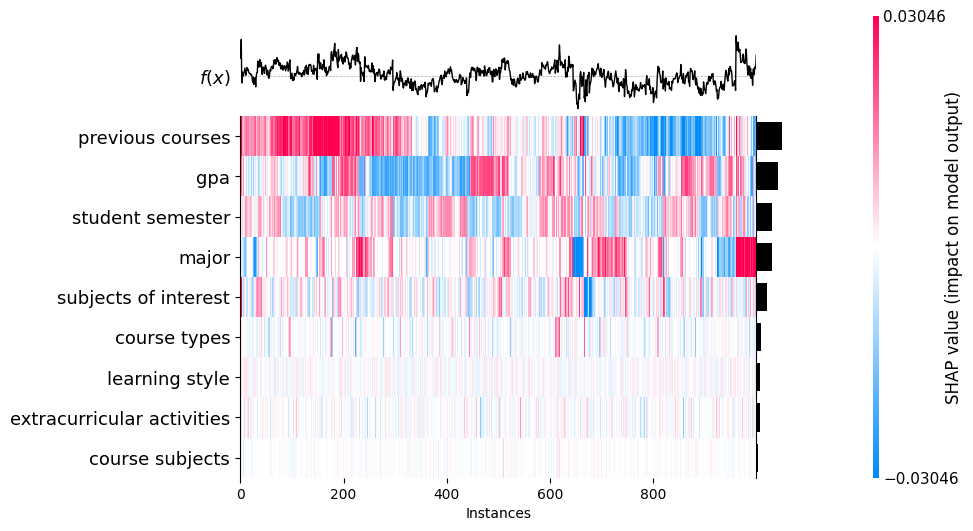 0.03046
f(x)
previous courses
gpa
student semester
major
subjects of interest
course types
learning style
extracurricular activities
course subjects
0 200 400 600 800
Instances
SHAP value (impact on model output)
−0.03046